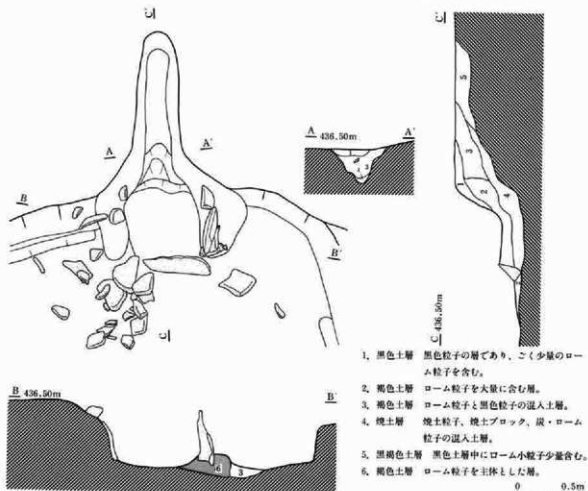 C'
C'
A
A'
A 436.50m A'
B
B'
C
C 436.50m
5
3
1
2
4
3
B 436.50m B'
6
3
1. 黒色土層 黒色粒子の層であり、ごく少量のロー
ム粒子を含む。
2. 褐色土層 ローム粒子を大量に含む層。
3. 褐色土層 ローム粒子と黒色粒子の混入土層。
4. 焼土層 焼土粒子、焼土ブロック、炭・ローム
粒子の混入土層。
5. 黒褐色土層 黒色土層中にローム小粒子少量含む。
6. 褐色土層 ローム粒子を主体とした層。
0 0.5m